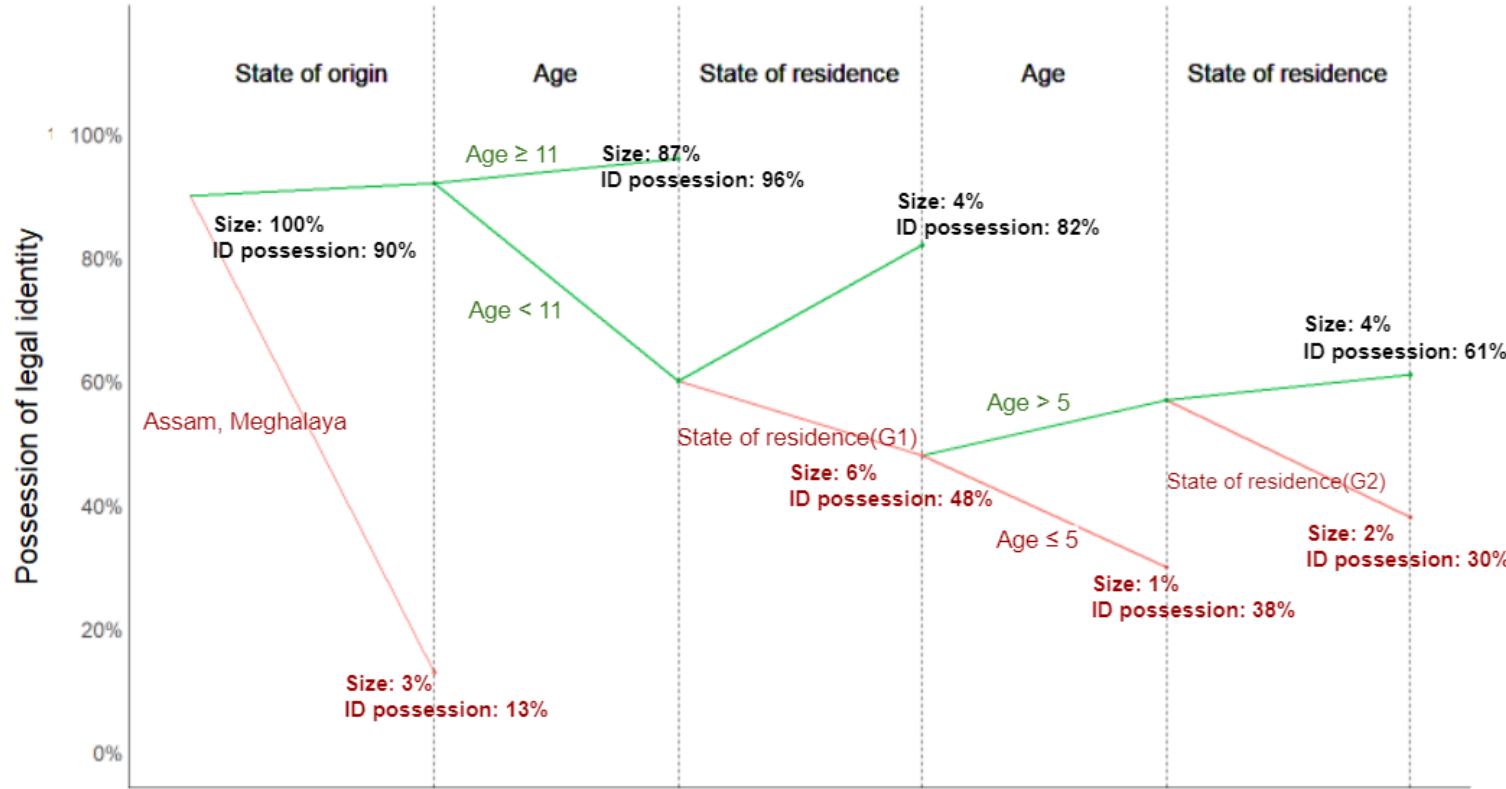 State of origin
Age
State of residence
Age
State of residence
Possession of legal identity
1
100%
80%
60%
40%
20%
0%
Size: 100%
ID possession: 90%
Assam, Meghalaya
Size: 3%
ID possession: 13%
Age ≥ 11
Size: 87%
ID possession: 96%
Age < 11
Size: 4%
ID possession: 82%
State of residence(G1)
Size: 6%
ID possession: 48%
Age > 5
Age ≤ 5
Size: 1%
ID possession: 38%
Size: 4%
ID possession: 61%
State of residence(G2)
Size: 2%
ID possession: 30%